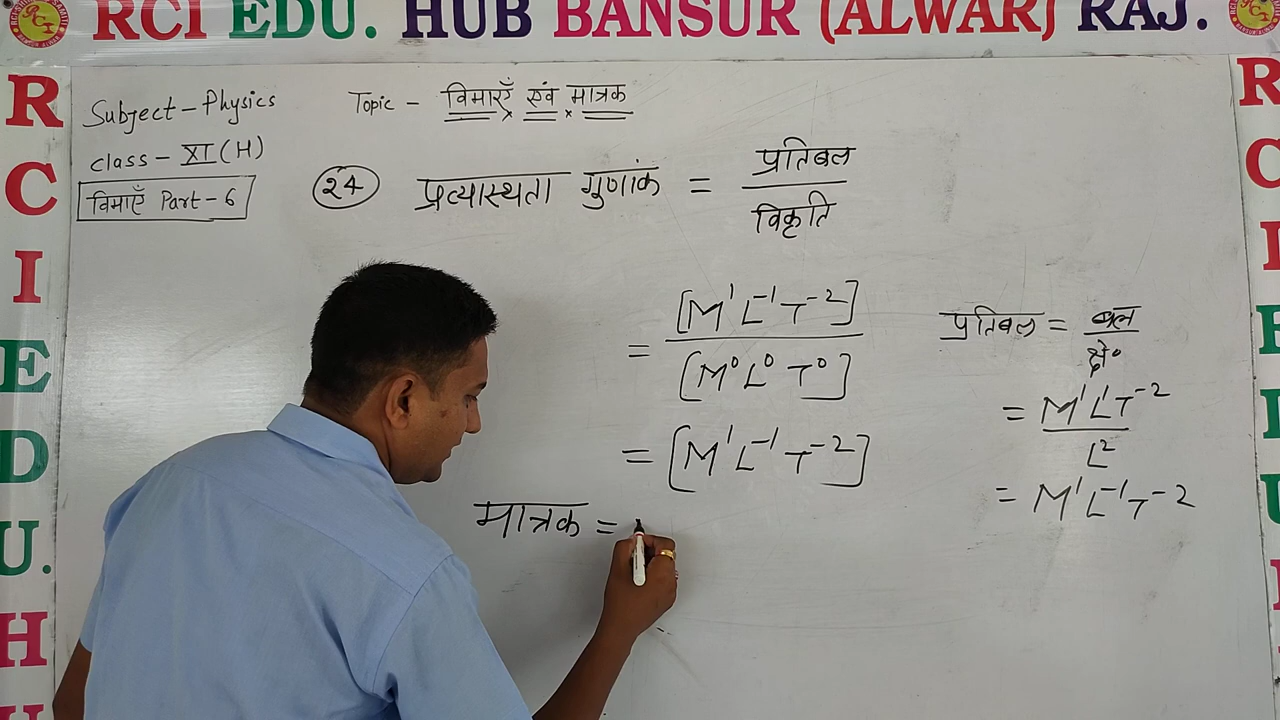 RCI EDU. HUB BANSUR (ALWAR) RAJ.
R
C
I
E
D
U.
H
Subject - Physics
Topic - विमाएँ एवं मात्रक
class - XI (H)
विमाएँ Part - 6
24 प्रत्यास्थता गुणांक = प्रतिबल / विकृति
= [M¹L⁻¹T⁻²] / [M⁰L⁰T⁰]
= [M¹L⁻¹T⁻²]
मात्रक =
प्रतिबल = बल / क्षे०
= M¹L¹T⁻² / L²
= M¹L⁻¹T⁻²
R
C
I
E
D
U